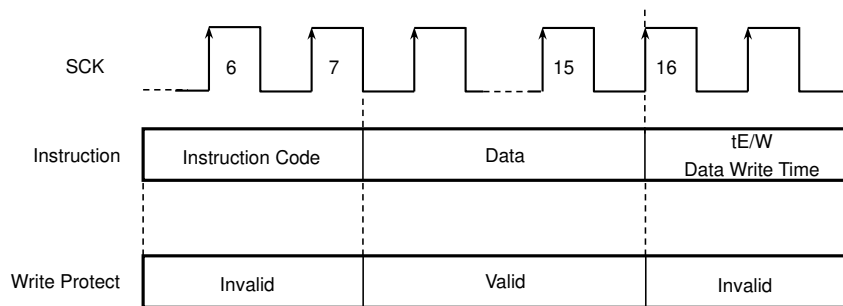 SCK 6 7 15 16
Instruction Instruction Code Data tE/W
Data Write Time
Write Protect Invalid Valid Invalid